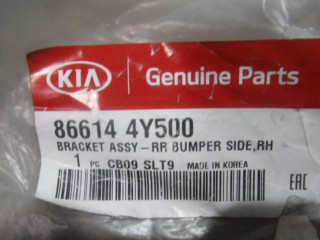 KIA Genuine Parts
86614 4Y500
BRACKET ASSY-RR BUMPER SIDE,RH
1 PC CB09 SLT9 MADE IN KOREA
EAC